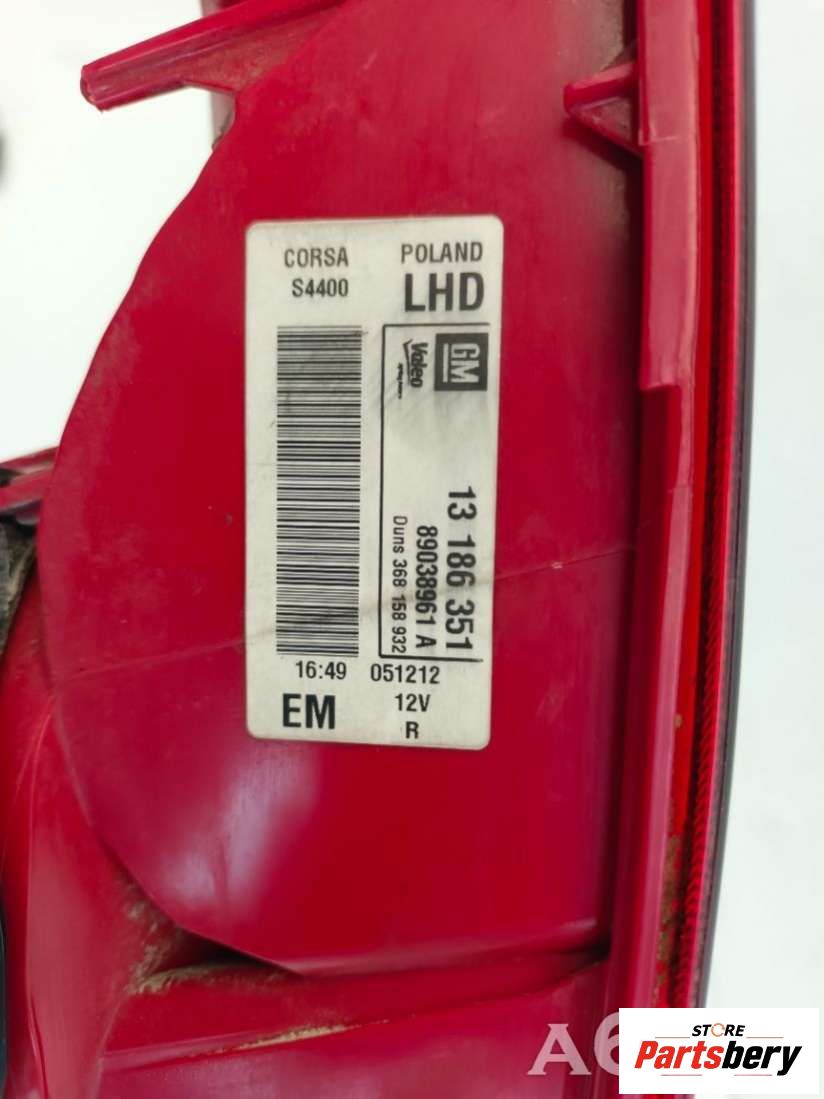 CORSA
POLAND
S4400
LHD
GM
Valeo
13 186 351
89038961 A
Duns 368 158 932
16:49
051212
EM
12V
R
A6
STORE
Partsbery